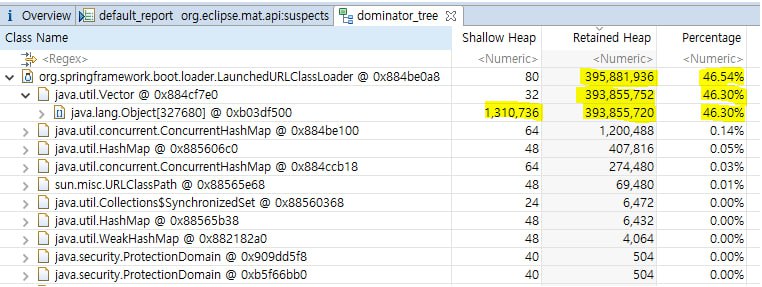 Overview default_report org.eclipse.mat.api:suspects dominator_tree
Class Name Shallow Heap Retained Heap Percentage
<Regex> <Numeric> <Numeric> <Numeric>
org.springframework.boot.loader.LaunchedURLClassLoader @ 0x884be0a8 80 395,881,936 46.54%
java.util.Vector @ 0x884cf7e0 32 393,855,752 46.30%
java.lang.Object[327680] @ 0xb03df500 1,310,736 393,855,720 46.30%
java.util.concurrent.ConcurrentHashMap @ 0x884be100 64 1,200,488 0.14%
java.util.HashMap @ 0x885606c0 48 407,816 0.05%
java.util.concurrent.ConcurrentHashMap @ 0x884ccb18 64 274,480 0.03%
sun.misc.URLClassPath @ 0x88565e68 48 69,480 0.01%
java.util.Collections$SynchronizedSet @ 0x88560368 24 6,472 0.00%
java.util.HashMap @ 0x88565b38 48 6,432 0.00%
java.util.WeakHashMap @ 0x882182a0 48 4,064 0.00%
java.security.ProtectionDomain @ 0x909dd5f8 40 504 0.00%
java.security.ProtectionDomain @ 0xb5f66bb0 40 504 0.00%